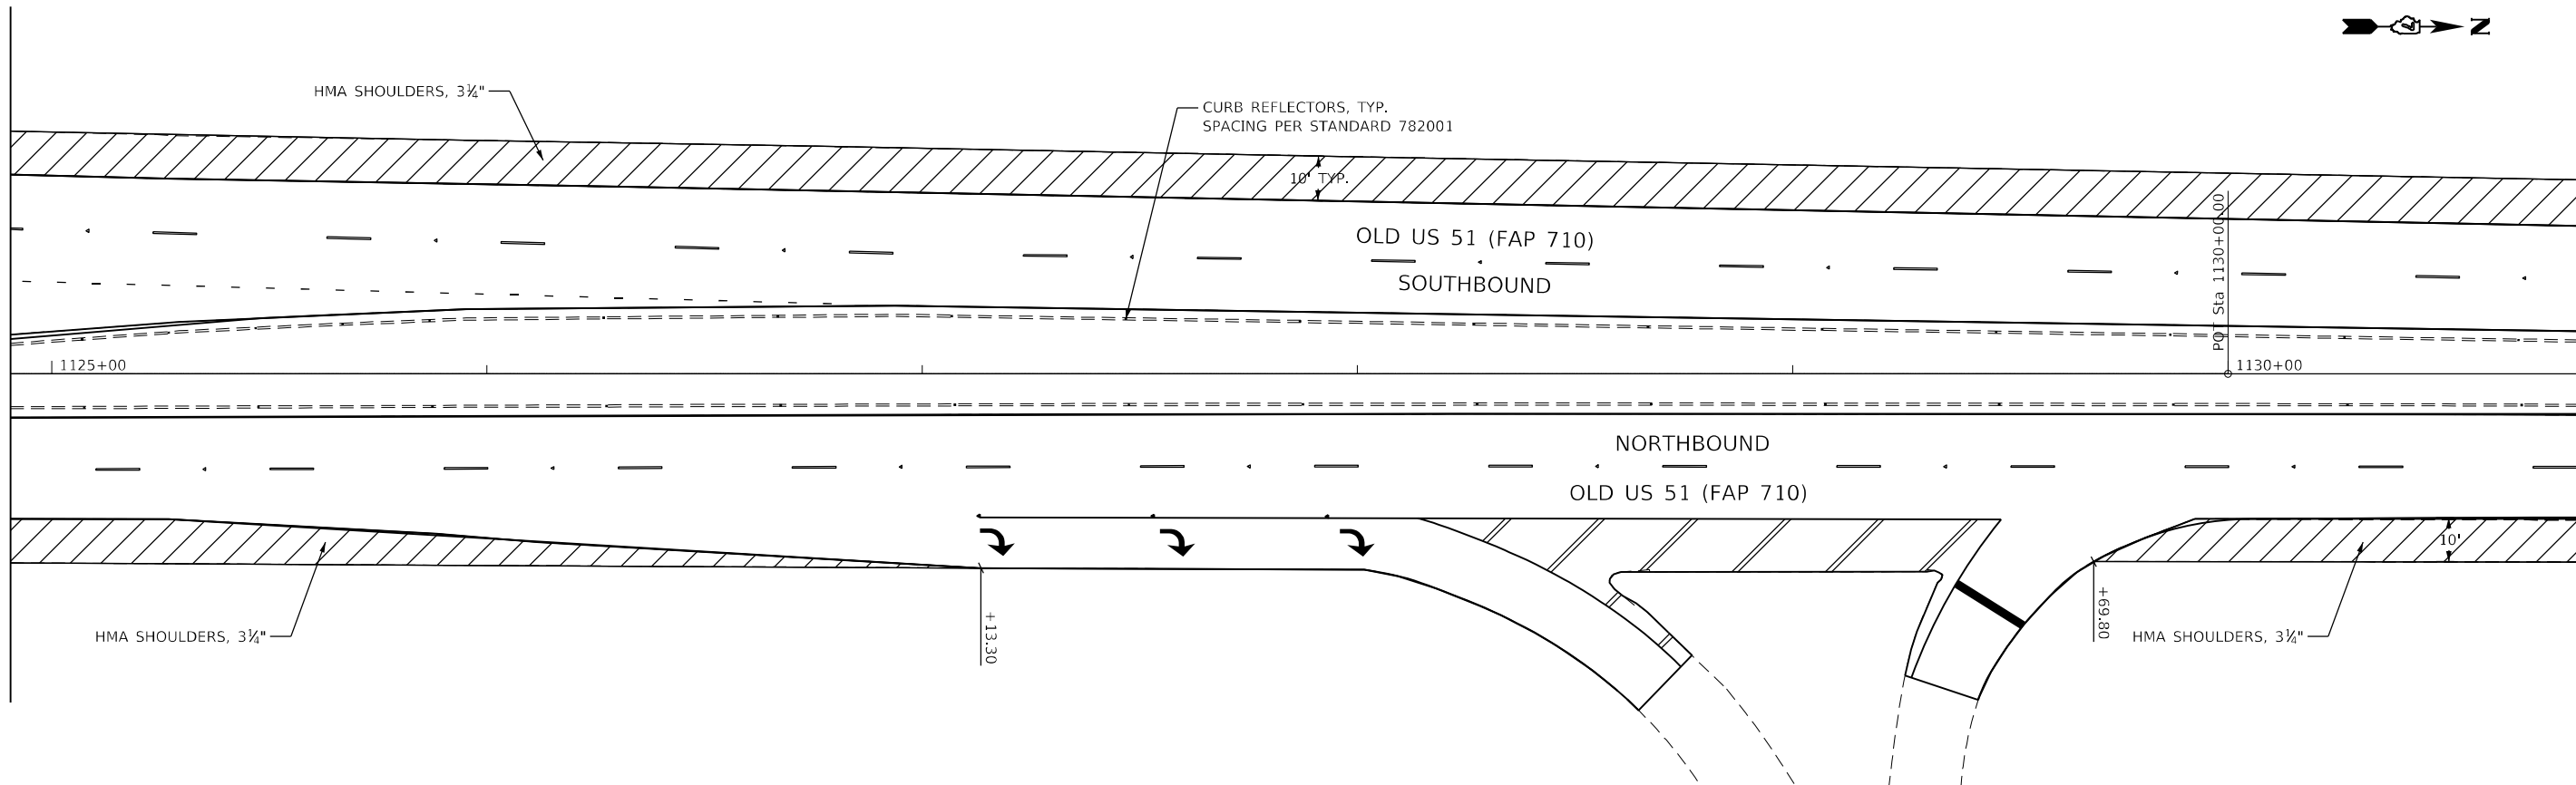 N
HMA SHOULDERS, 3¼"
CURB REFLECTORS, TYP.
SPACING PER STANDARD 782001
10' TYP.
OLD US 51 (FAP 710)
SOUTHBOUND
POT Sta 1130+00.00
1125+00
1130+00
NORTHBOUND
OLD US 51 (FAP 710)
10'
HMA SHOULDERS, 3¼"
+13.30
+69.80
HMA SHOULDERS, 3¼"